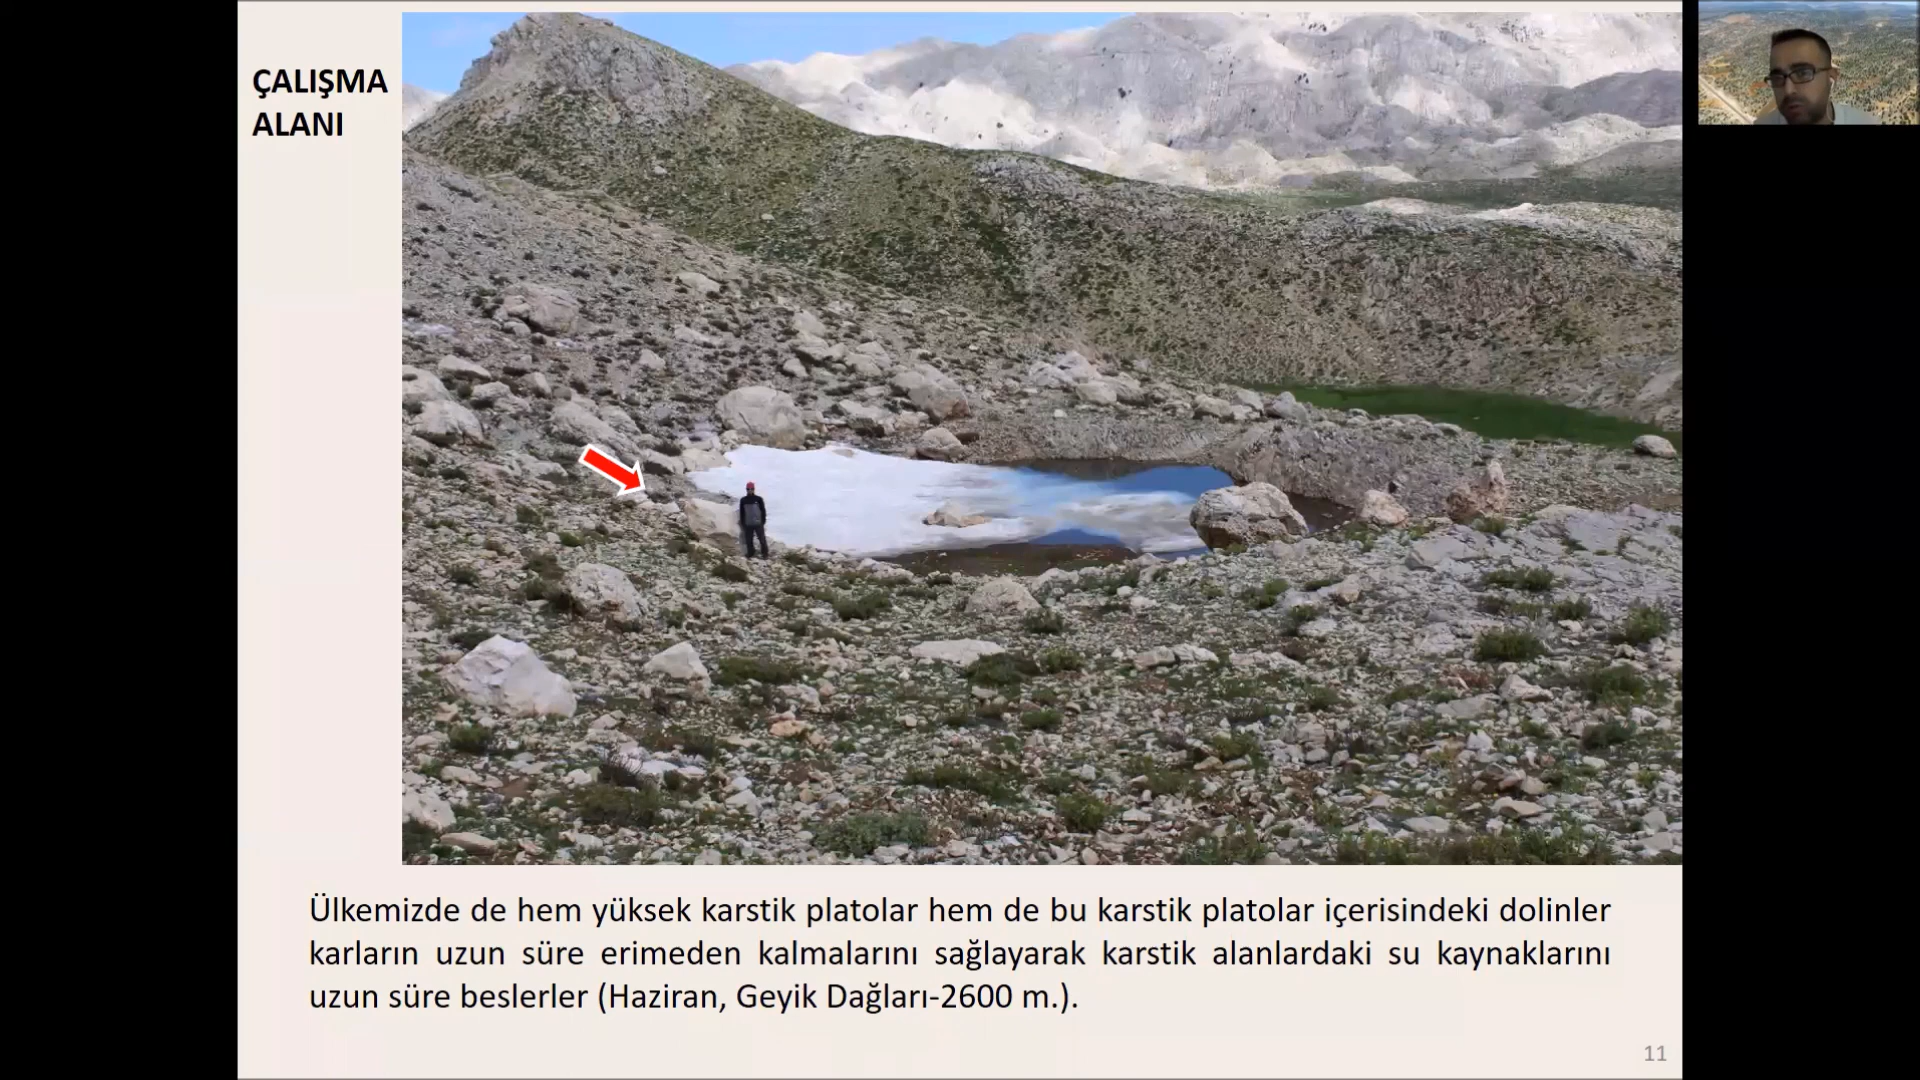 ÇALIŞMA
ALANI
Ülkemizde de hem yüksek karstik platolar hem de bu karstik platolar içerisindeki dolinler
karların uzun süre erimeden kalmalarını sağlayarak karstik alanlardaki su kaynaklarını
uzun süre beslerler (Haziran, Geyik Dağları-2600 m.).
11